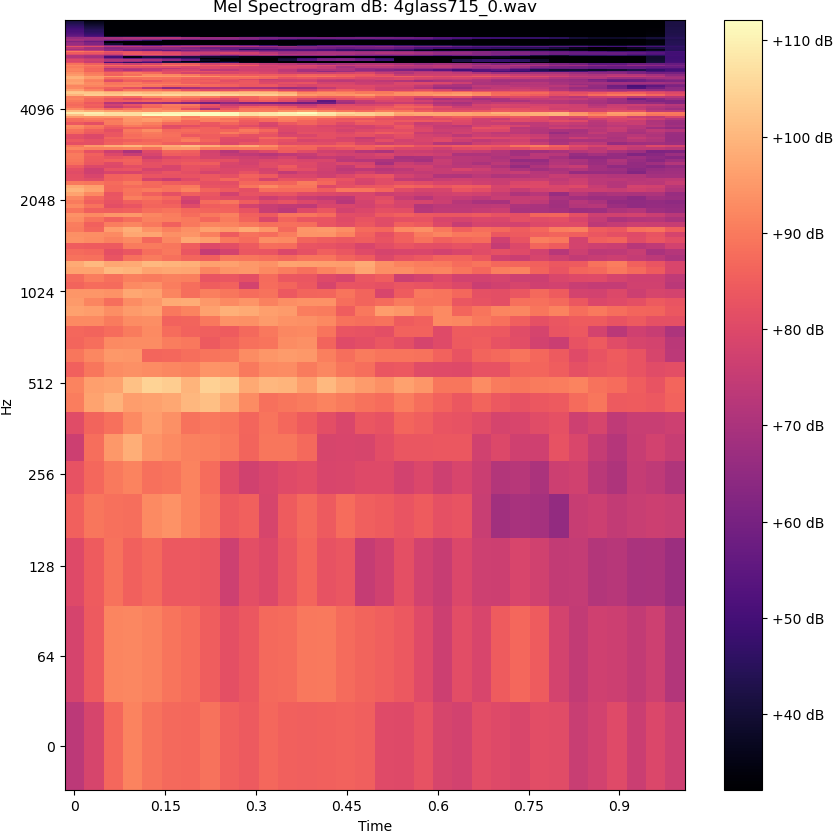 Mel Spectrogram dB: 4glass715_0.wav
4096
2048
1024
512
256
128
64
0
Hz
0
0.15
0.3
0.45
0.6
0.75
0.9
Time
+110 dB
+100 dB
+90 dB
+80 dB
+70 dB
+60 dB
+50 dB
+40 dB